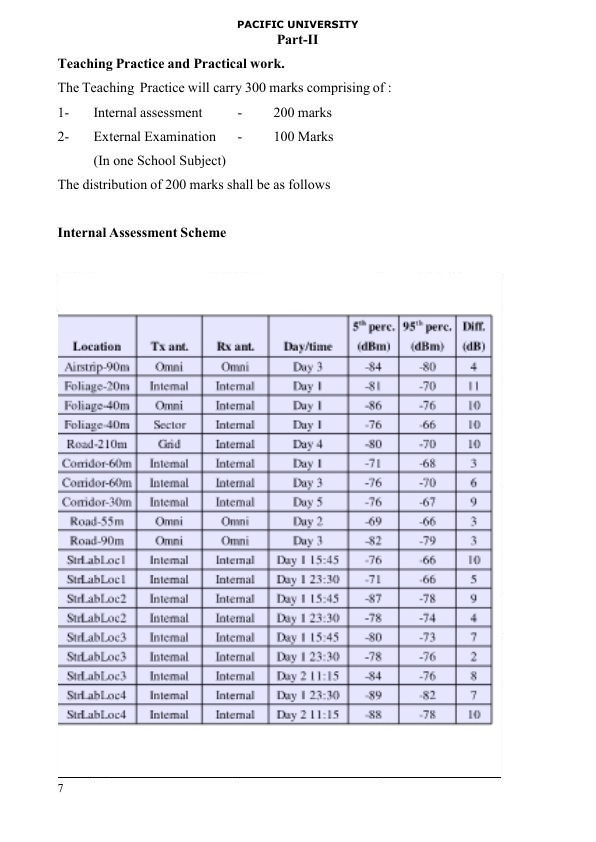 PACIFIC UNIVERSITY
Part-II
Teaching Practice and Practical work.
The Teaching Practice will carry 300 marks comprising of :
1- Internal assessment - 200 marks
2- External Examination - 100 Marks
(In one School Subject)
The distribution of 200 marks shall be as follows
Internal Assessment Scheme
5th perc. 95th perc. Diff.
Location Tx ant. Rx ant. Day/time (dBm) (dBm) (dB)
Airstrip-90m Omni Omni Day 3 -84 -80 4
Foliage-20m Internal Internal Day 1 -81 -70 11
Foliage-40m Omni Internal Day 1 -86 -76 10
Foliage-40m Sector Internal Day 1 -76 -66 10
Road-210m Grid Internal Day 4 -80 -70 10
Corridor-60m Internal Internal Day 1 -71 -68 3
Corridor-60m Internal Internal Day 3 -76 -70 6
Corridor-30m Internal Internal Day 5 -76 -67 9
Road-55m Omni Omni Day 2 -69 -66 3
Road-90m Omni Omni Day 3 -82 -79 3
StrLabLoc1 Internal Internal Day 1 15:45 -76 -66 10
StrLabLoc1 Internal Internal Day 1 23:30 -71 -66 5
StrLabLoc2 Internal Internal Day 1 15:45 -87 -78 9
StrLabLoc2 Internal Internal Day 1 23:30 -78 -74 4
StrLabLoc3 Internal Internal Day 1 15:45 -80 -73 7
StrLabLoc3 Internal Internal Day 1 23:30 -78 -76 2
StrLabLoc3 Internal Internal Day 2 11:15 -84 -76 8
StrLabLoc4 Internal Internal Day 1 23:30 -89 -82 7
StrLabLoc4 Internal Internal Day 2 11:15 -88 -78 10
7